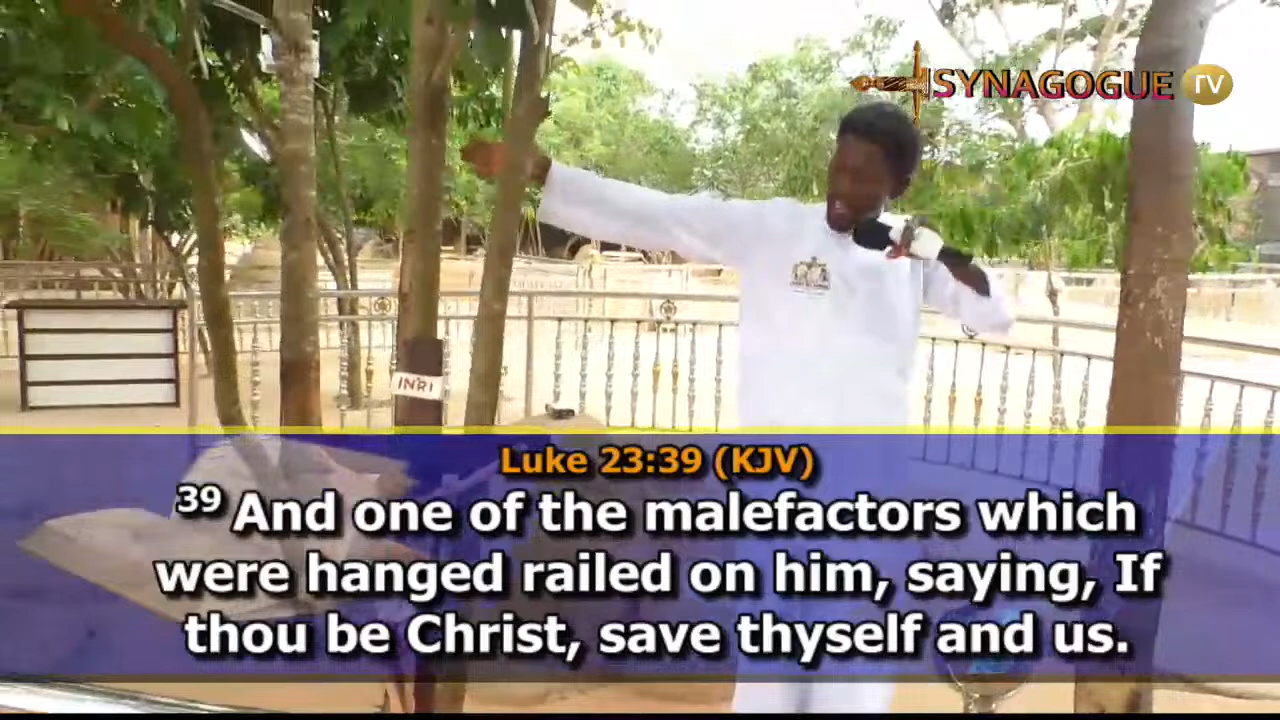 SYNAGOGUE TV
INRI
Luke 23:39 (KJV)
39 And one of the malefactors which
were hanged railed on him, saying, If
thou be Christ, save thyself and us.